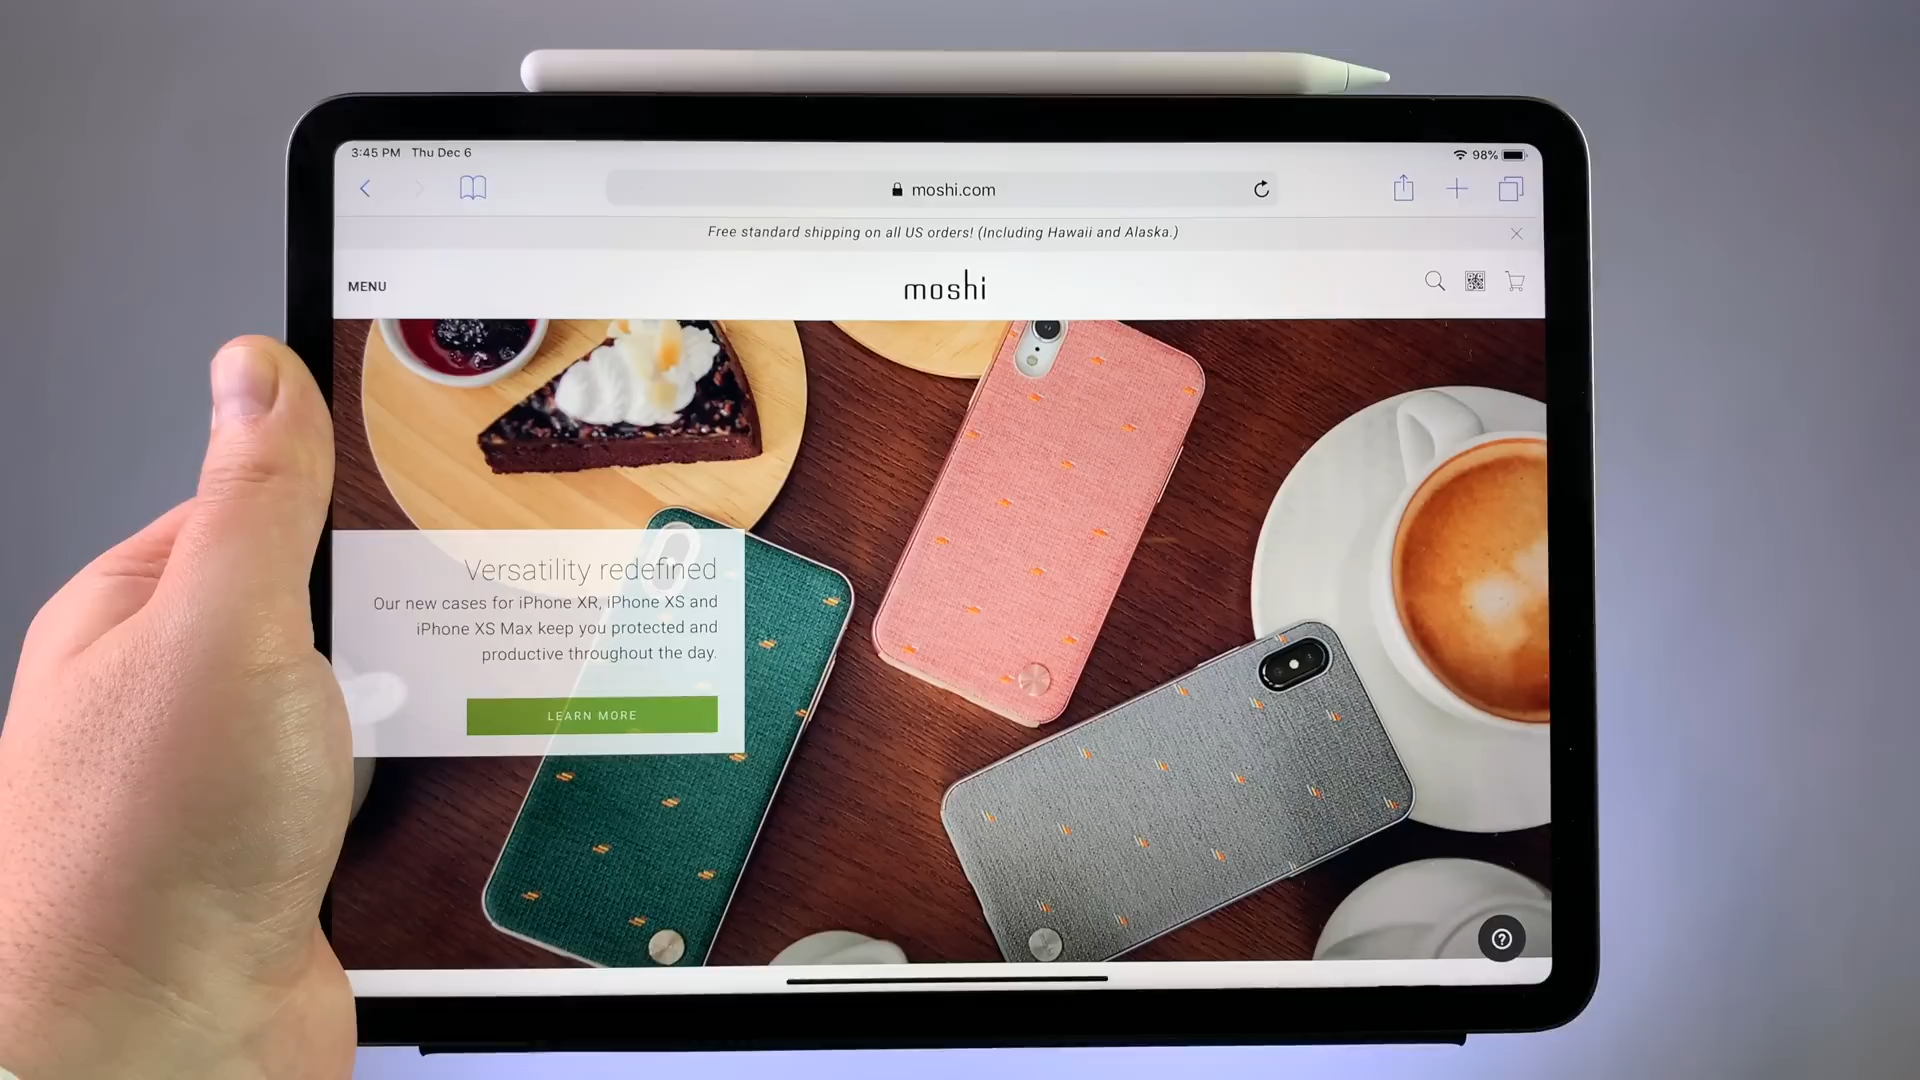 3:45 PM Thu Dec 6
98%
moshi.com
Free standard shipping on all US orders! (Including Hawaii and Alaska.)
MENU
moshi
Versatility redefined
Our new cases for iPhone XR, iPhone XS and
iPhone XS Max keep you protected and
productive throughout the day.
LEARN MORE